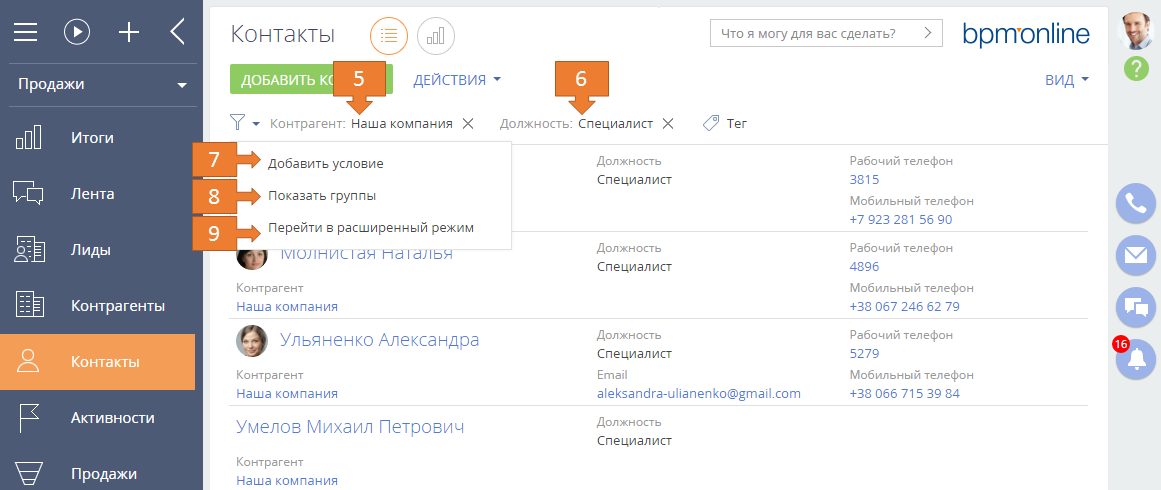 Контакты
Что я могу для вас сделать?
bpm'online
Продажи
5
6
ДОБАВИТЬ КО
ДЕЙСТВИЯ
ВИД
Контрагент: Наша компания
Должность: Специалист
Тег
Итоги
Лента
Лиды
Контрагенты
Контакты
Активности
Продажи
7
Добавить условие
8
Показать группы
9
Перейти в расширенный режим
Должность
Специалист
Рабочий телефон
3815
Мобильный телефон
+7 923 281 56 90
Молнистая Наталья
Должность
Специалист
Рабочий телефон
4896
Контрагент
Наша компания
Мобильный телефон
+38 067 246 62 79
Ульяненко Александра
Должность
Специалист
Рабочий телефон
5279
Контрагент
Наша компания
Email
aleksandra-ulianenko@gmail.com
Мобильный телефон
+38 066 715 39 84
Умелов Михаил Петрович
Должность
Специалист
Контрагент
Наша компания
?
16